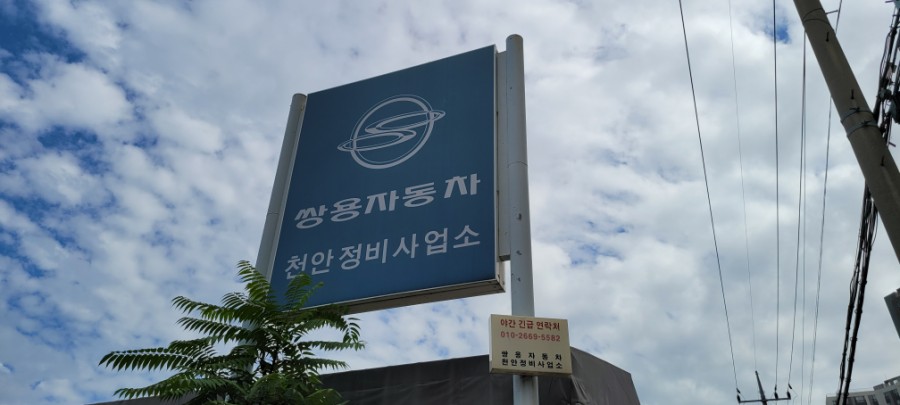 쌍용자동차
천안정비사업소
야간 긴급 연락처
010-2669-5582
쌍용자동차
천안정비사업소